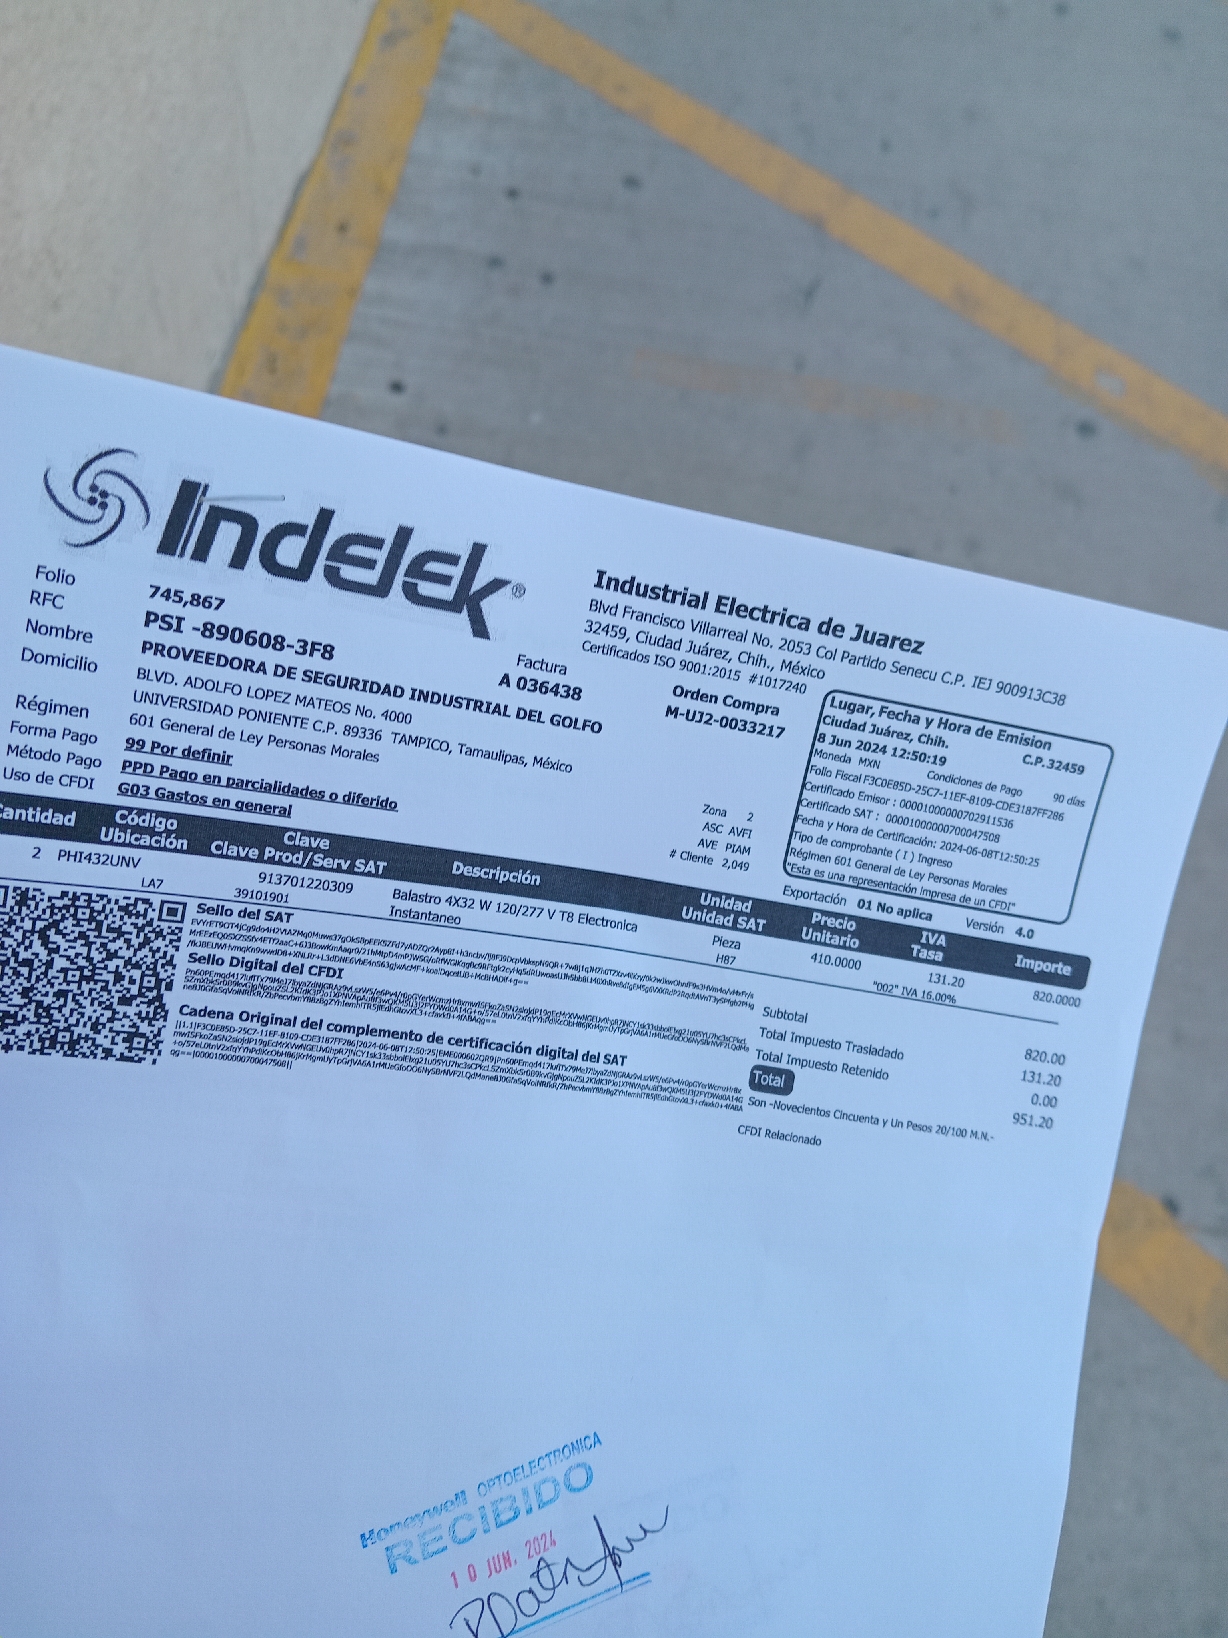 Indelek®
Folio 745,867
RFC PSI -890608-3F8
Nombre PROVEEDORA DE SEGURIDAD INDUSTRIAL DEL GOLFO
Domicilio BLVD. ADOLFO LOPEZ MATEOS No. 4000
UNIVERSIDAD PONIENTE C.P. 89336 TAMPICO, Tamaulipas, México
Régimen 601 General de Ley Personas Morales
Forma Pago 99 Por definir
Método Pago PPD Pago en parcialidades o diferido
Uso de CFDI G03 Gastos en general
Factura
A 036438
Industrial Electrica de Juarez
Blvd Francisco Villarreal No. 2053 Col Partido Senecu C.P. IEJ 900913C38
32459, Ciudad Juárez, Chih., México
Certificados ISO 9001:2015 #1017240
Orden Compra
M-UJ2-0033217
Zona 2
ASC AVFI
AVE PIAM
# Cliente 2,049
Lugar, Fecha y Hora de Emision
Ciudad Juárez, Chih. C.P.32459
8 Jun 2024 12:50:19
Moneda MXN Condiciones de Pago 90 días
Folio Fiscal F3C0E85D-25C7-11EF-8109-CDE3187FF286
Certificado Emisor : 00001000000702911536
Certificado SAT : 00001000000700047508
Fecha y Hora de Certificación: 2024-06-08T12:50:25
Tipo de comprobante ( I ) Ingreso
Régimen 601 General de Ley Personas Morales
"Esta es una representación impresa de un CFDI"
Exportación 01 No aplica Versión 4.0
Cantidad Código Clave Descripción Unidad Precio IVA Importe
Ubicación Clave Prod/Serv SAT Unidad SAT Unitario Tasa
2 PHI432UNV 913701220309 Balastro 4X32 W 120/277 V T8 Electronica Pieza 410.0000 131.20 820.0000
LA7 39101901 Instantaneo H87 "002" IVA 16.00%
Sello del SAT
Sello Digital del CFDI
Cadena Original del complemento de certificación digital del SAT
Subtotal 820.00
Total Impuesto Trasladado 131.20
Total Impuesto Retenido 0.00
Total 951.20
Son -Novecientos Cincuenta y Un Pesos 20/100 M.N.-
CFDI Relacionado
Honeywell OPTOELECTRONICA
RECIBIDO
10 JUN. 2024